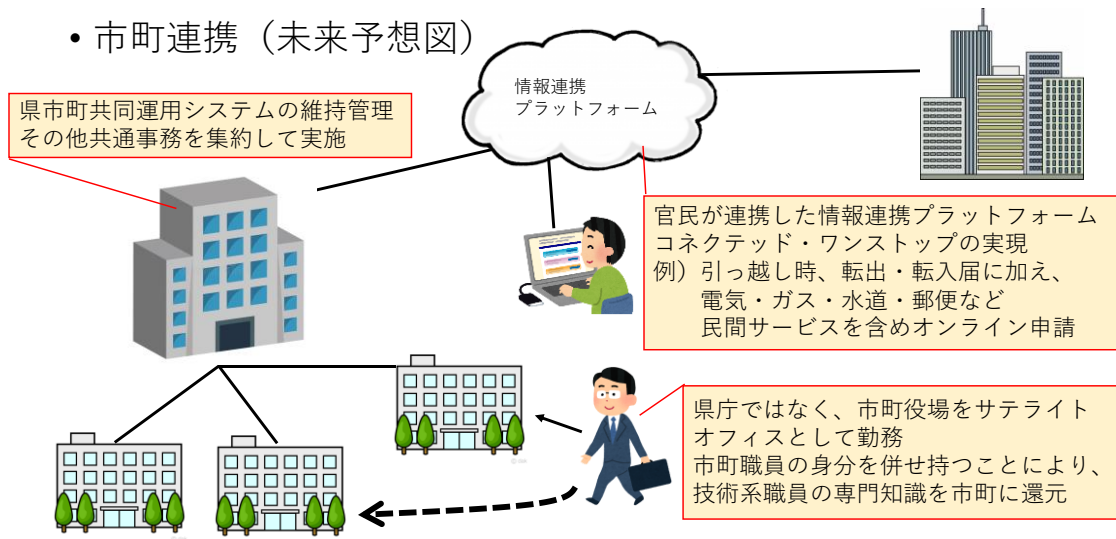 • 市町連携（未来予想図）
情報連携
プラットフォーム
県市町共同運用システムの維持管理
その他共通事務を集約して実施
官民が連携した情報連携プラットフォーム
コネクテッド・ワンストップの実現
例）引っ越し時、転出・転入届に加え、
電気・ガス・水道・郵便など
民間サービスを含めオンライン申請
県庁ではなく、市町役場をサテライト
オフィスとして勤務
市町職員の身分を併せ持つことにより、
技術系職員の専門知識を市町に還元